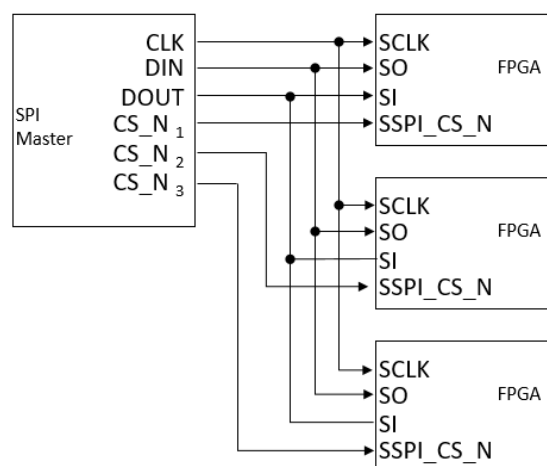 SPI
Master
CLK
DIN
DOUT
CS_N 1
CS_N 2
CS_N 3
SCLK
SO
SI
SSPI_CS_N
FPGA
SCLK
SO
SI
SSPI_CS_N
FPGA
SCLK
SO
SI
SSPI_CS_N
FPGA